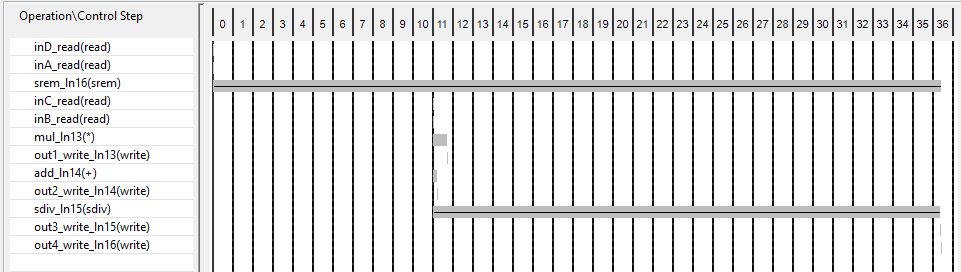 Operation\Control Step
0 1 2 3 4 5 6 7 8 9 10 11 12 13 14 15 16 17 18 19 20 21 22 23 24 25 26 27 28 29 30 31 32 33 34 35 36
inD_read(read)
inA_read(read)
srem_ln16(srem)
inC_read(read)
inB_read(read)
mul_ln13(*)
out1_write_ln13(write)
add_ln14(+)
out2_write_ln14(write)
sdiv_ln15(sdiv)
out3_write_ln15(write)
out4_write_ln16(write)